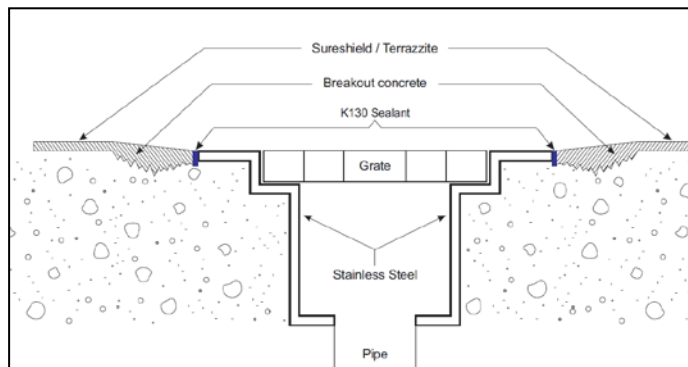 Sureshield / Terrazzite
Breakout concrete
K130 Sealant
Grate
Stainless Steel
Pipe